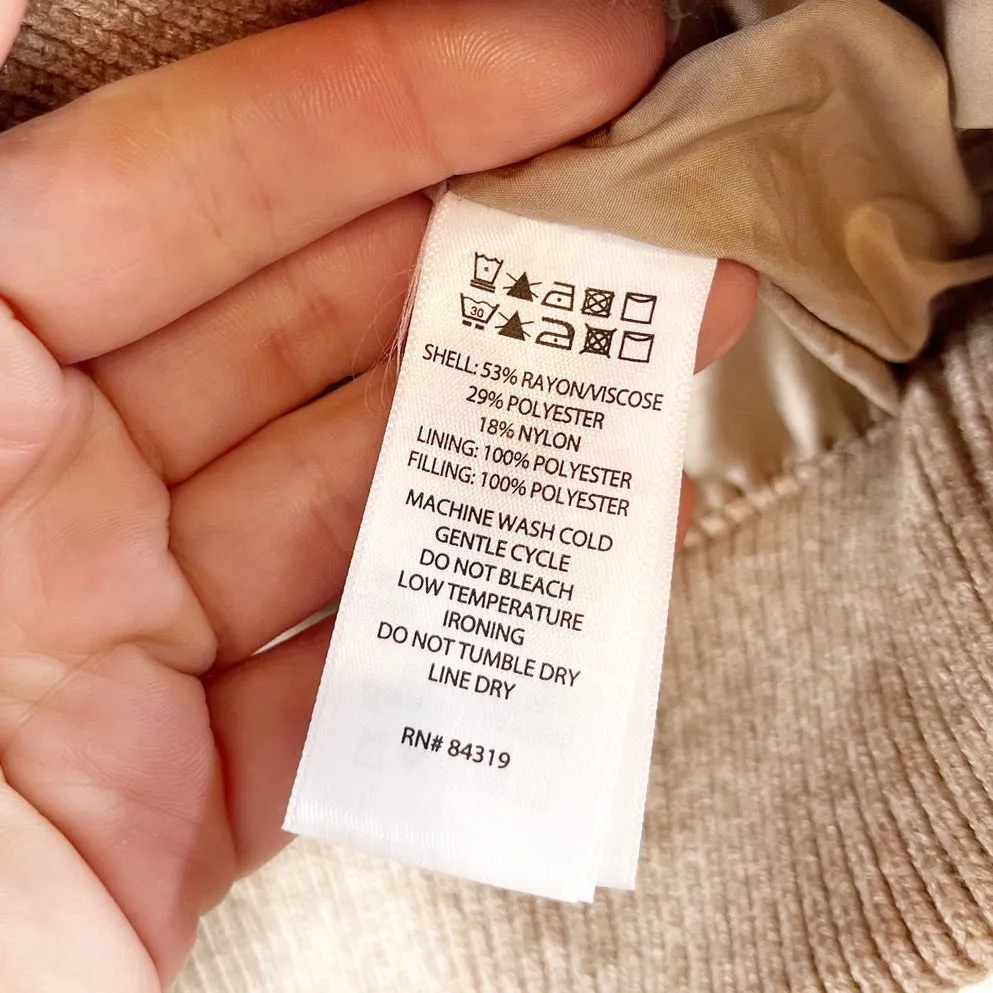 30
SHELL: 53% RAYON/VISCOSE
29% POLYESTER
18% NYLON
LINING: 100% POLYESTER
FILLING: 100% POLYESTER
MACHINE WASH COLD
GENTLE CYCLE
DO NOT BLEACH
LOW TEMPERATURE
IRONING
DO NOT TUMBLE DRY
LINE DRY
RN# 84319